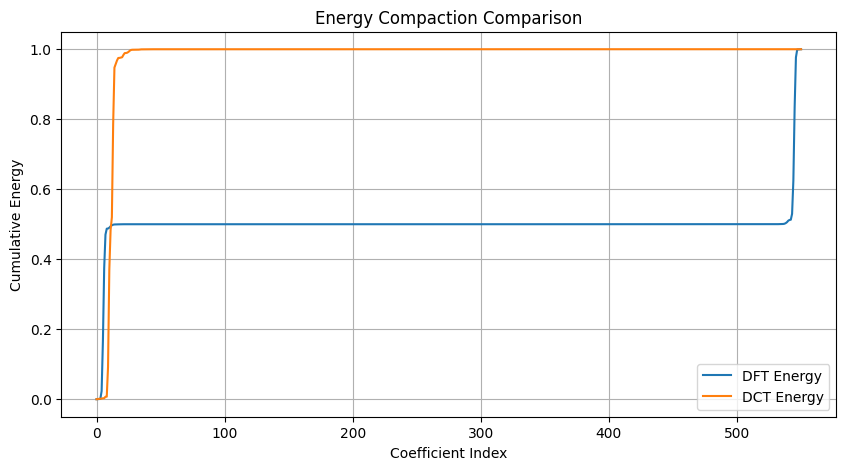 Energy Compaction Comparison
1.0
0.8
0.6
0.4
0.2
0.0
Cumulative Energy
0
100
200
300
400
500
Coefficient Index
DFT Energy
DCT Energy